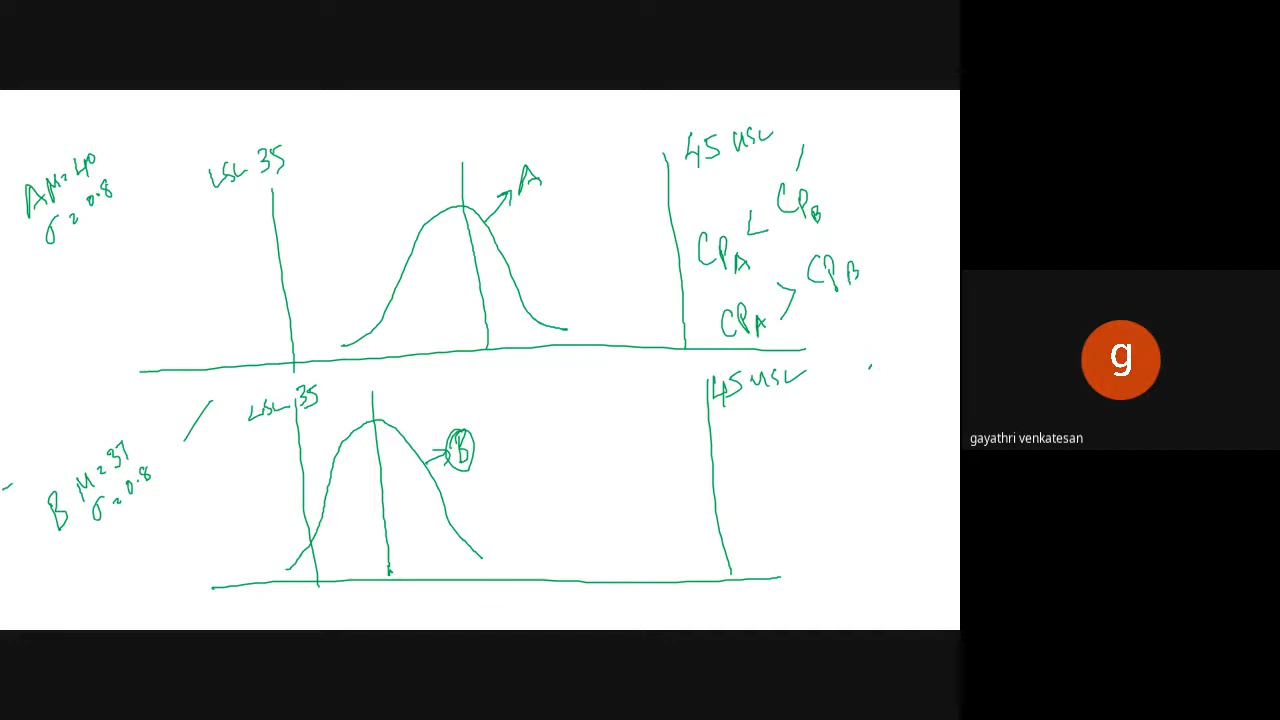 A μ = 40
σ = 0.8
LSL 35
A
45 USL
CPB
CPA <
CPB
CPA >
LSL 35
45 USL
B
B μ = 37
σ = 0.8
g
gayathri venkatesan